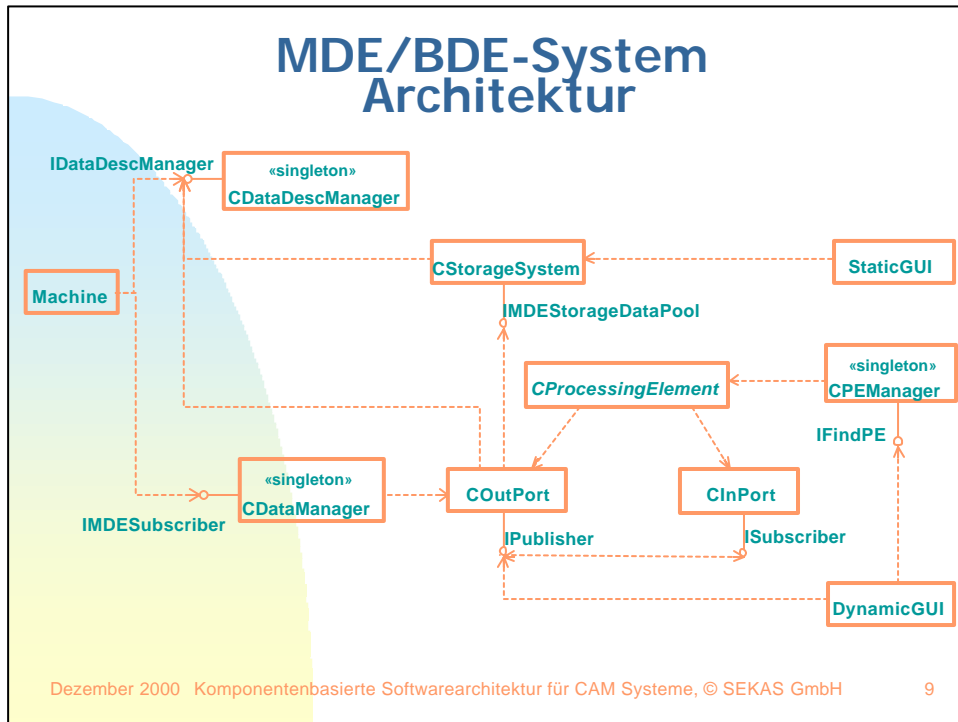 MDE/BDE-System
Architektur
IDataDescManager
«singleton»
CDataDescManager
CStorageSystem
StaticGUI
Machine
IMDEStorageDataPool
«singleton»
CPEManager
CProcessingElement
IFindPE
«singleton»
CDataManager
COutPort
CInPort
IMDESubscriber
IPublisher
ISubscriber
DynamicGUI
Dezember 2000 Komponentenbasierte Softwarearchitektur für CAM Systeme, © SEKAS GmbH 9